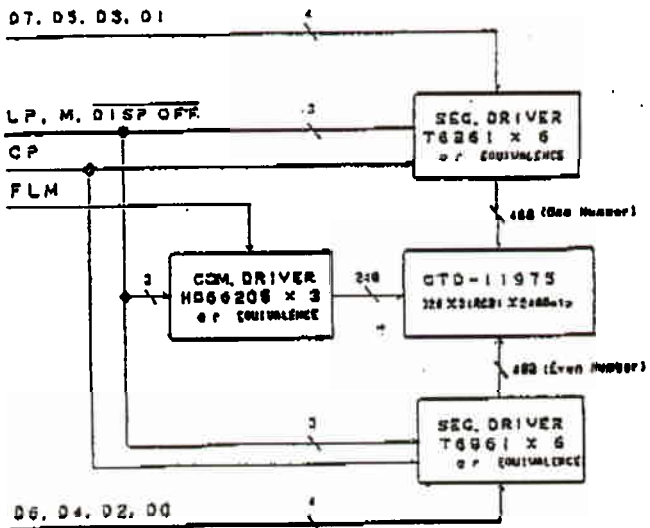 D7, D5, D3, D1
4
LP, M, DISP OFF
3
CP
FLM
SEG. DRIVER
T6961 X 6
or EQUIVALENCE
480 (Odd Number)
COM. DRIVER
HD66205 X 3
or EQUIVALENCE
3
240
GTD-11975
320 X 3(RGB) X 240Dots
480 (Even Number)
SEG. DRIVER
T6961 X 6
or EQUIVALENCE
3
D6, D4, D2, D0
4